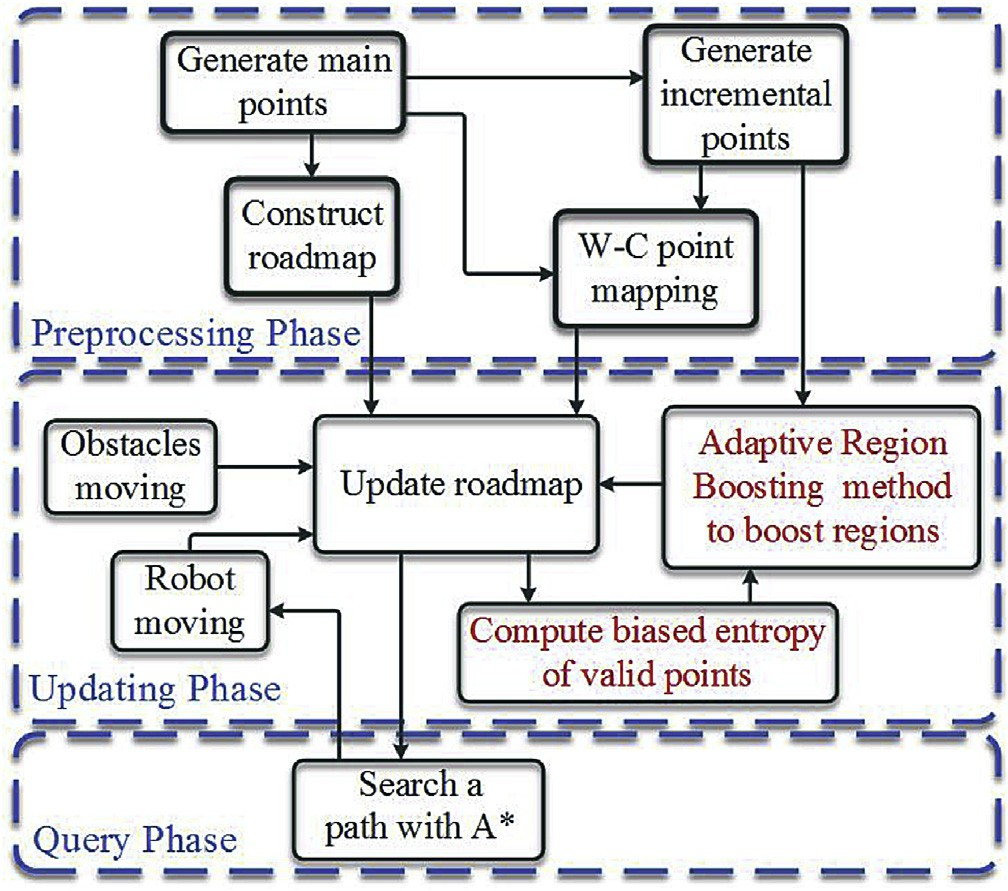 Generate main
points
Generate
incremental
points
Construct
roadmap
W-C point
mapping
Preprocessing Phase
Obstacles
moving
Update roadmap
Adaptive Region
Boosting method
to boost regions
Robot
moving
Compute biased entropy
of valid points
Updating Phase
Search a
path with A*
Query Phase